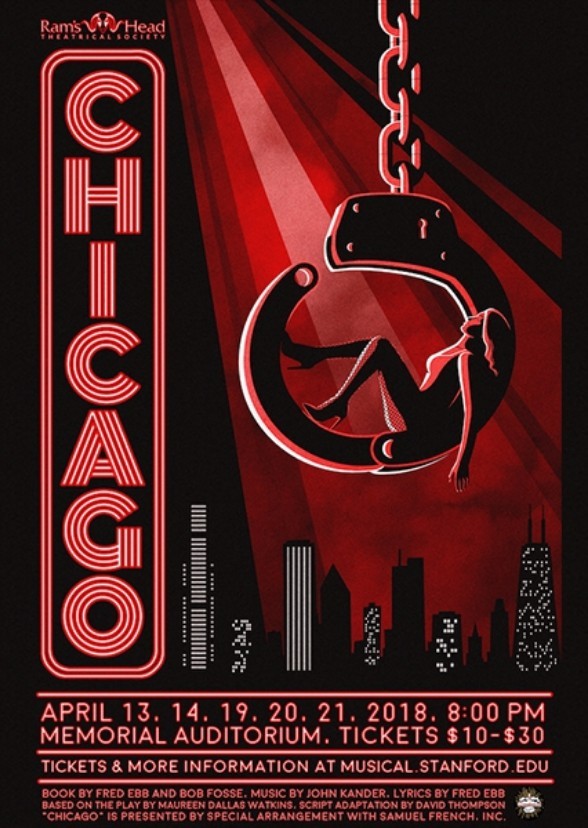 Ram's Head
THEATRICAL SOCIETY
CHICAGO
APRIL 13. 14. 19. 20. 21. 2018. 8:00 PM
MEMORIAL AUDITORIUM. TICKETS $10-$30
TICKETS & MORE INFORMATION AT MUSICAL.STANFORD.EDU
BOOK BY FRED EBB AND BOB FOSSE. MUSIC BY JOHN KANDER. LYRICS BY FRED EBB
BASED ON THE PLAY BY MAUREEN DALLAS WATKINS. SCRIPT ADAPTATION BY DAVID THOMPSON
"CHICAGO" IS PRESENTED BY SPECIAL ARRANGEMENT WITH SAMUEL FRENCH, INC.